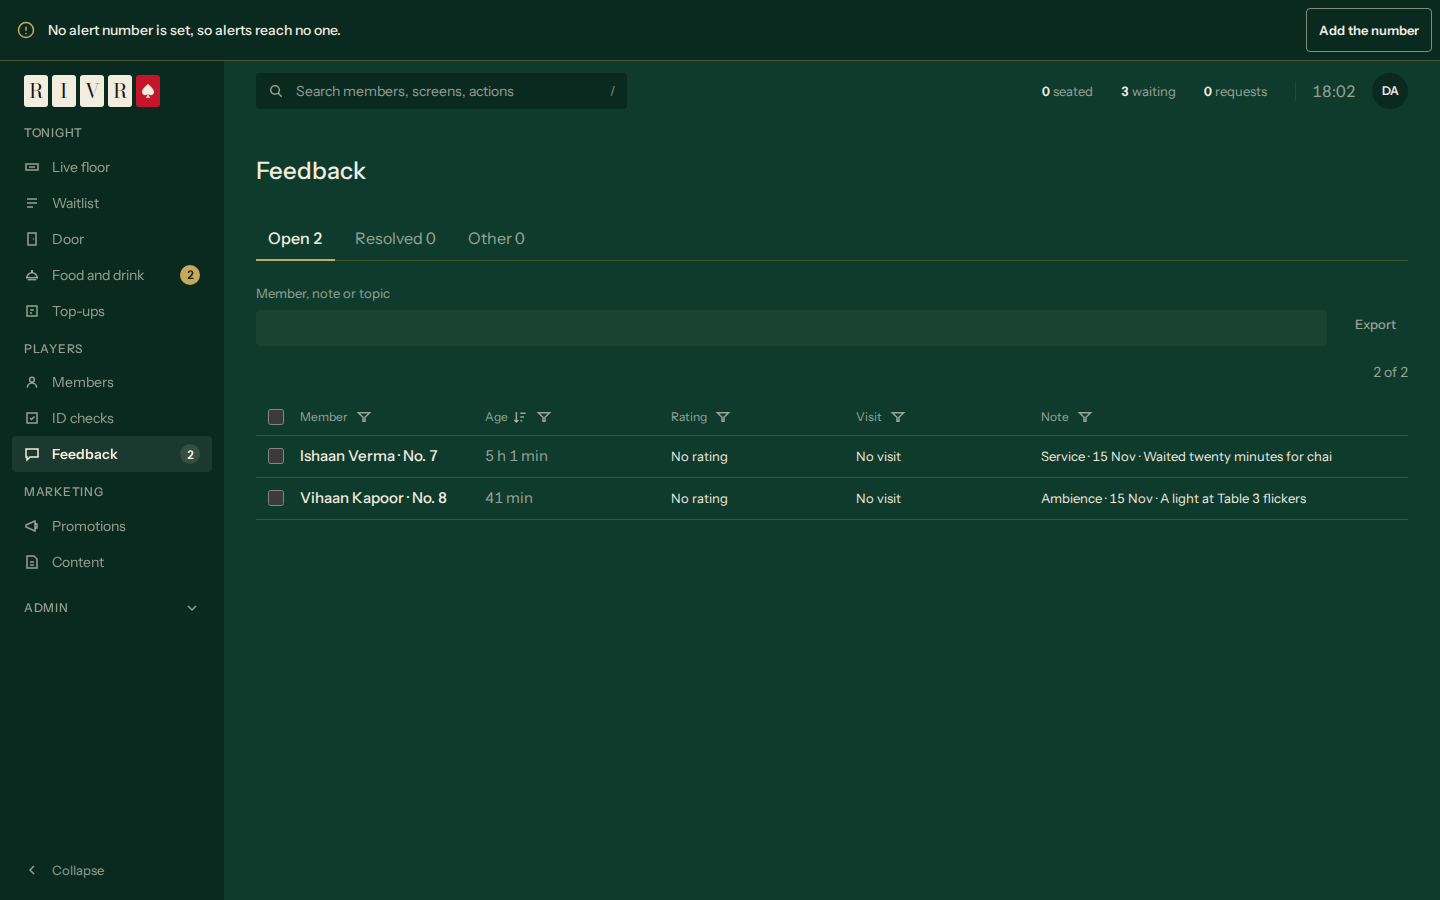 No alert number is set, so alerts reach no one.
Add the number
R I V R
Search members, screens, actions /
0 seated 3 waiting 0 requests 18:02 DA
TONIGHT
Live floor
Waitlist
Door
Food and drink 2
Top-ups
PLAYERS
Members
ID checks
Feedback 2
MARKETING
Promotions
Content
ADMIN
Collapse
Feedback
Open 2 Resolved 0 Other 0
Member, note or topic
Export
2 of 2
Member Age Rating Visit Note
Ishaan Verma · No. 7 5 h 1 min No rating No visit Service · 15 Nov · Waited twenty minutes for chai
Vihaan Kapoor · No. 8 41 min No rating No visit Ambience · 15 Nov · A light at Table 3 flickers